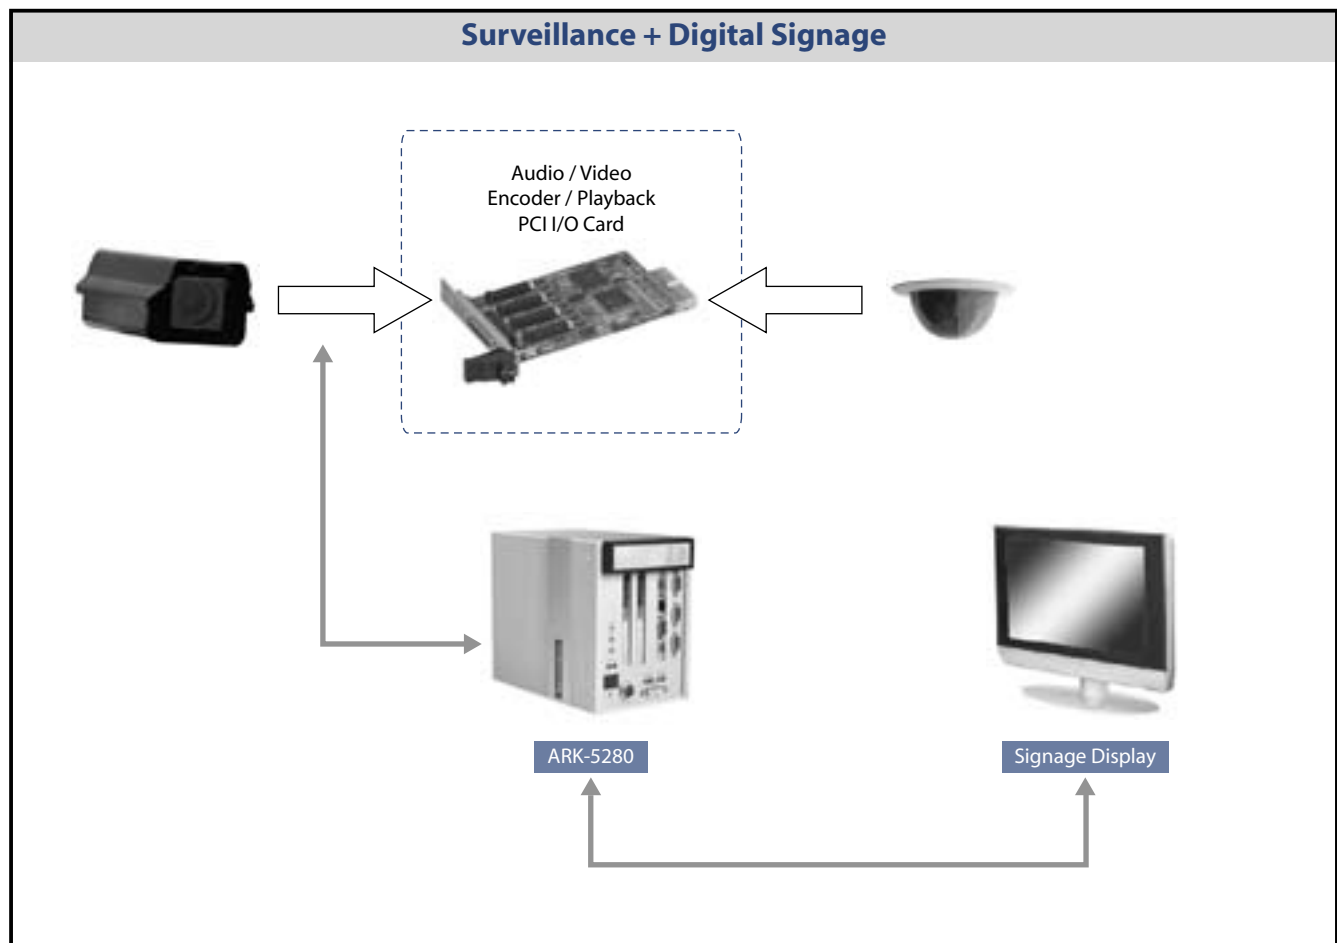 Surveillance + Digital Signage
Audio / Video
Encoder / Playback
PCI I/O Card
ARK-5280
Signage Display